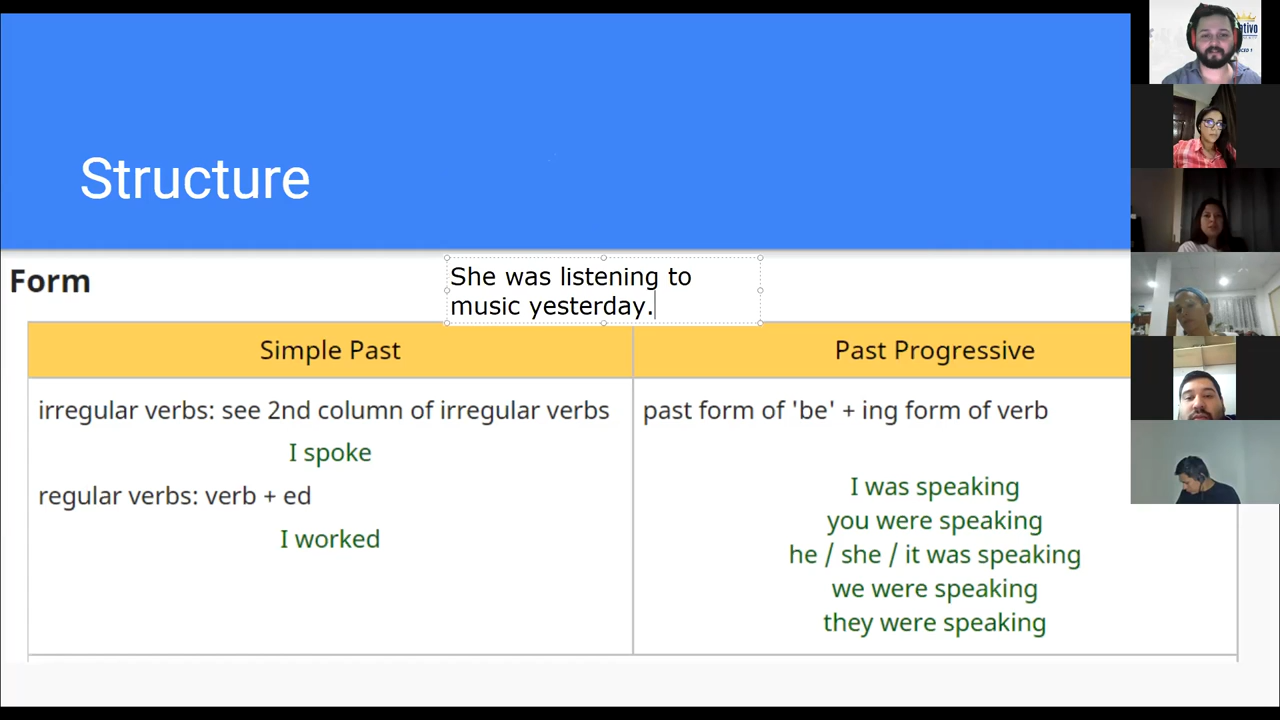 Structure
Form
She was listening to
music yesterday.
Simple Past
Past Progressive
irregular verbs: see 2nd column of irregular verbs
I spoke
regular verbs: verb + ed
I worked
past form of 'be' + ing form of verb
I was speaking
you were speaking
he / she / it was speaking
we were speaking
they were speaking